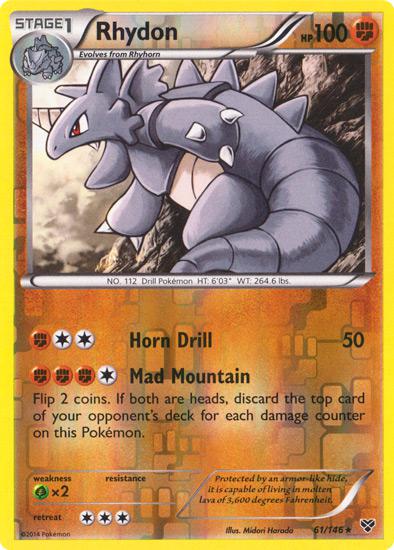 STAGE1
Rhydon
HP100
Evolves from Rhyhorn
NO. 112 Drill Pokémon HT: 6'03" WT: 264.6 lbs.
Horn Drill 50
Mad Mountain
Flip 2 coins. If both are heads, discard the top card
of your opponent's deck for each damage counter
on this Pokémon.
weakness resistance
×2
retreat
Pretected by an armor-like hide,
it is capable of living in molten
lava of 3,600 degrees Fahrenheit.
©2014 Pokémon
Illus. Midori Harada
61/146★
XY